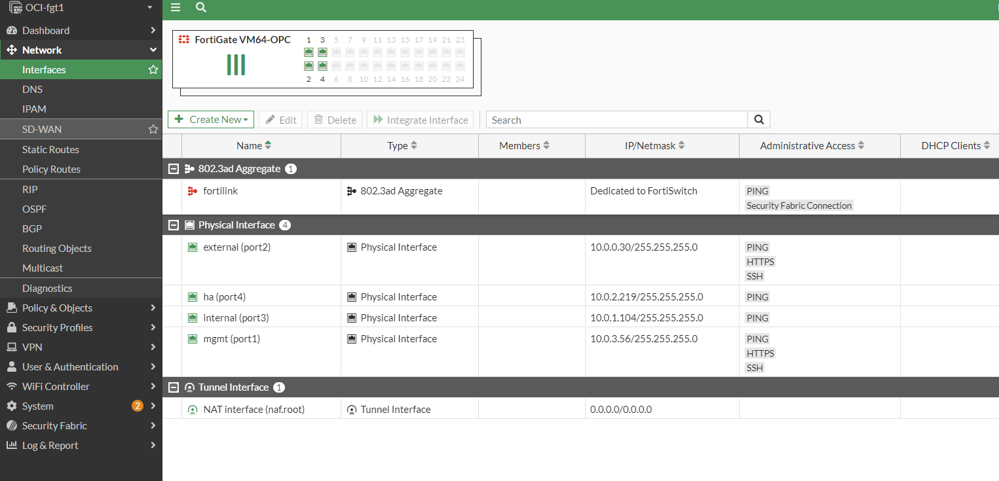 OCI-fgt1
Dashboard
Network
Interfaces
DNS
IPAM
SD-WAN
Static Routes
Policy Routes
RIP
OSPF
BGP
Routing Objects
Multicast
Diagnostics
Policy & Objects
Security Profiles
VPN
User & Authentication
WiFi Controller
System 2
Security Fabric
Log & Report
FortiGate VM64-OPC
1 3 5 7 9 11 13 15 17 19 21 23
2 4 6 8 10 12 14 16 18 20 22 24
Create New Edit Delete Integrate Interface Search
Name Type Members IP/Netmask Administrative Access DHCP Clients
802.3ad Aggregate 1
fortilink 802.3ad Aggregate Dedicated to FortiSwitch PING
Security Fabric Connection
Physical Interface 4
external (port2) Physical Interface 10.0.0.30/255.255.255.0 PING
HTTPS
SSH
ha (port4) Physical Interface 10.0.2.219/255.255.255.0 PING
internal (port3) Physical Interface 10.0.1.104/255.255.255.0 PING
mgmt (port1) Physical Interface 10.0.3.56/255.255.255.0 PING
HTTPS
SSH
Tunnel Interface 1
NAT interface (naf.root) Tunnel Interface 0.0.0.0/0.0.0.0